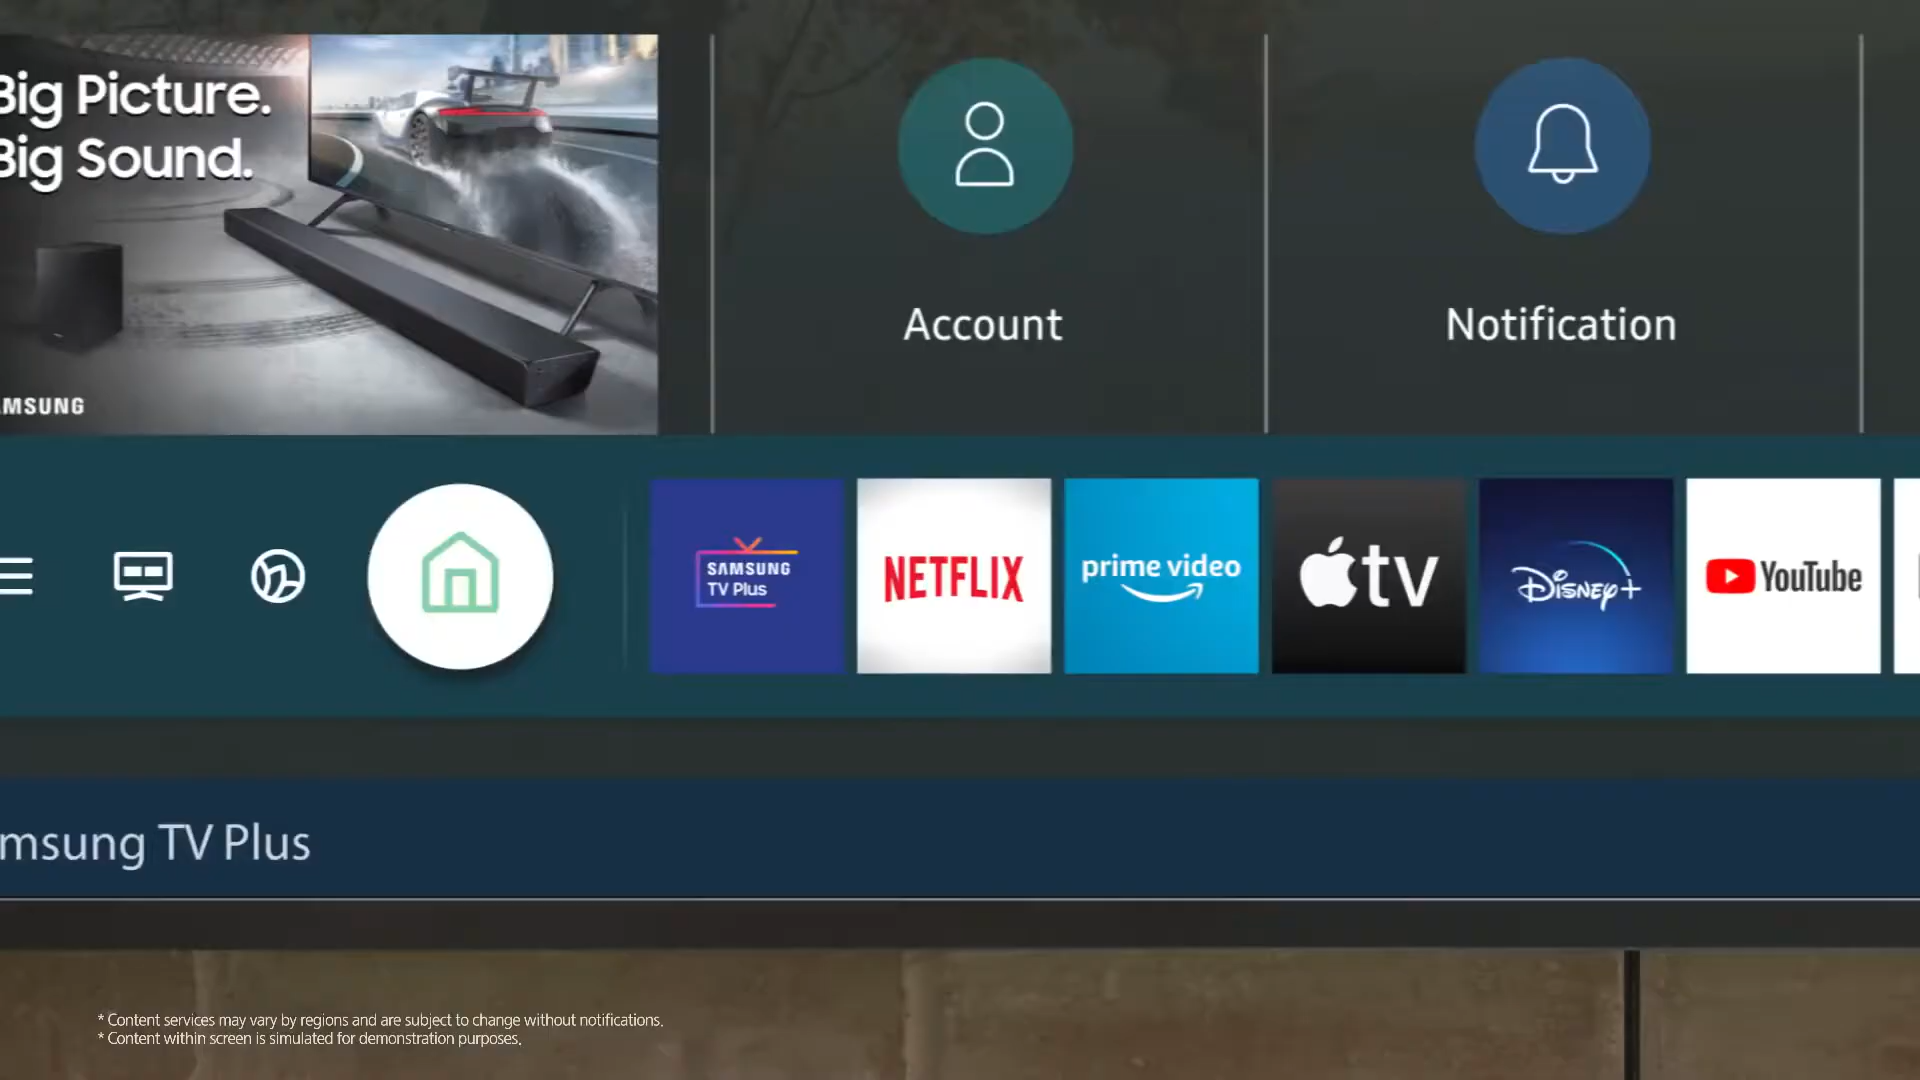 Big Picture.
Big Sound.
AMSUNG
Account
Notification
SAMSUNG
TV Plus
NETFLIX
prime video
tv
Disney+
YouTube
msung TV Plus
* Content services may vary by regions and are subject to change without notifications.
* Content within screen is simulated for demonstration purposes.